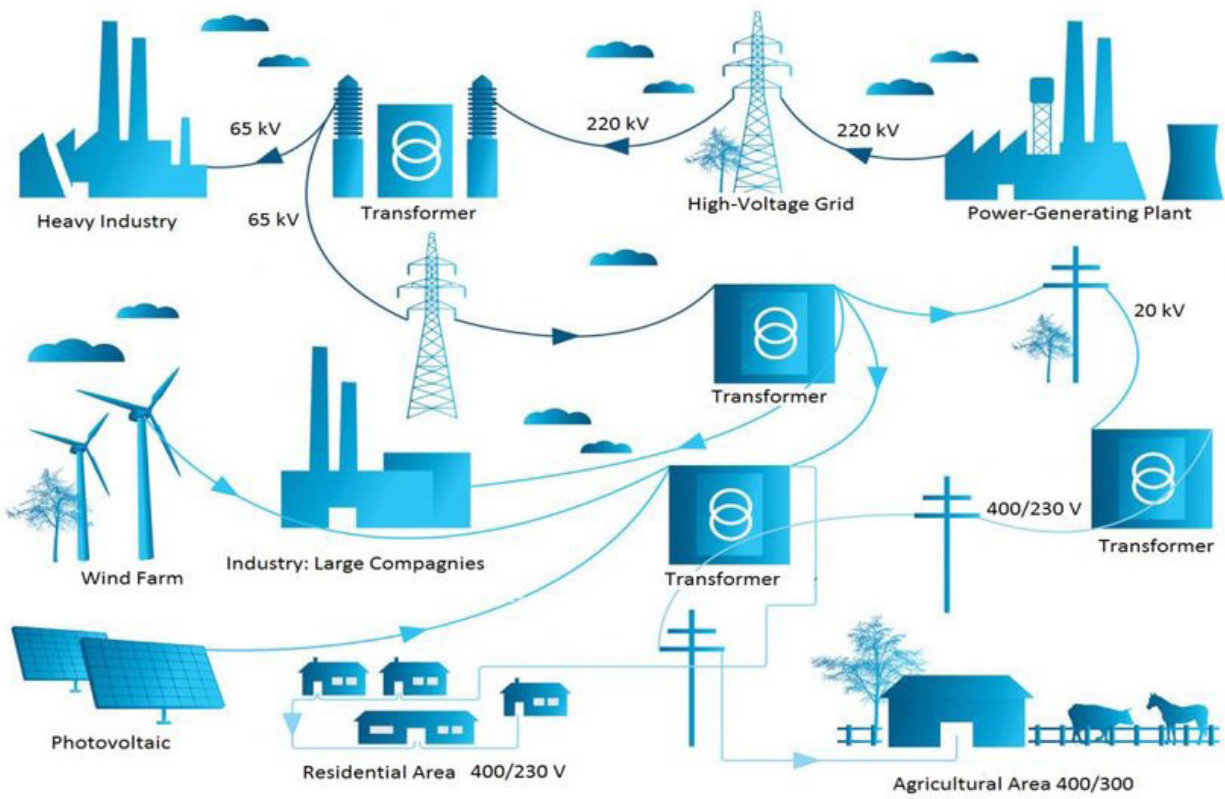 65 kV
220 kV
220 kV
Heavy Industry
65 kV
Transformer
High-Voltage Grid
Power-Generating Plant
20 kV
Transformer
400/230 V
Wind Farm
Industry: Large Compagnies
Transformer
Transformer
Photovoltaic
Residential Area 400/230 V
Agricultural Area 400/300